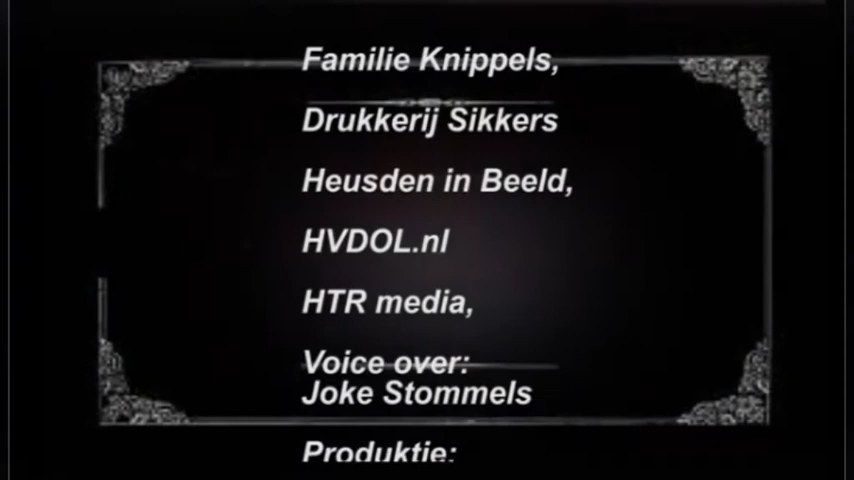 Familie Knippels,
Drukkerij Sikkers
Heusden in Beeld,
HVDOL.nl
HTR media,
Voice over:
Joke Stommels
Produktie: